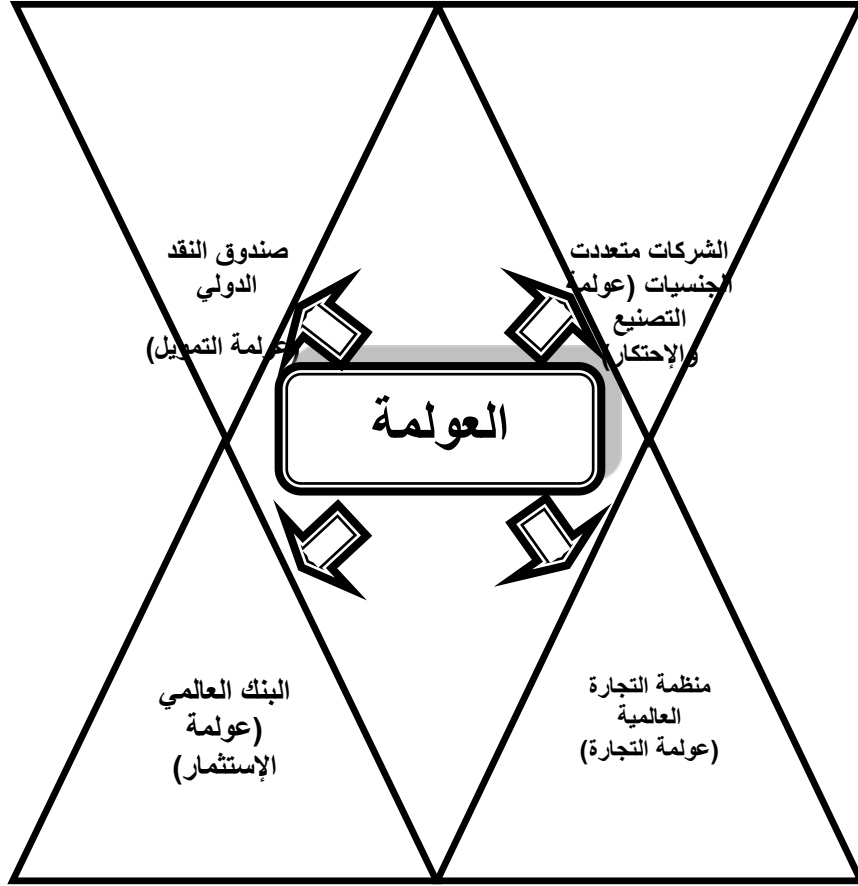 الشركات متعددت
الجنسيات (عولمة
التصنيع
والإحتكار)
صندوق النقد
الدولي
(عولمة التمويل)
العولمة
منظمة التجارة
العالمية
(عولمة التجارة)
البنك العالمي
(عولمة
الإستثمار)